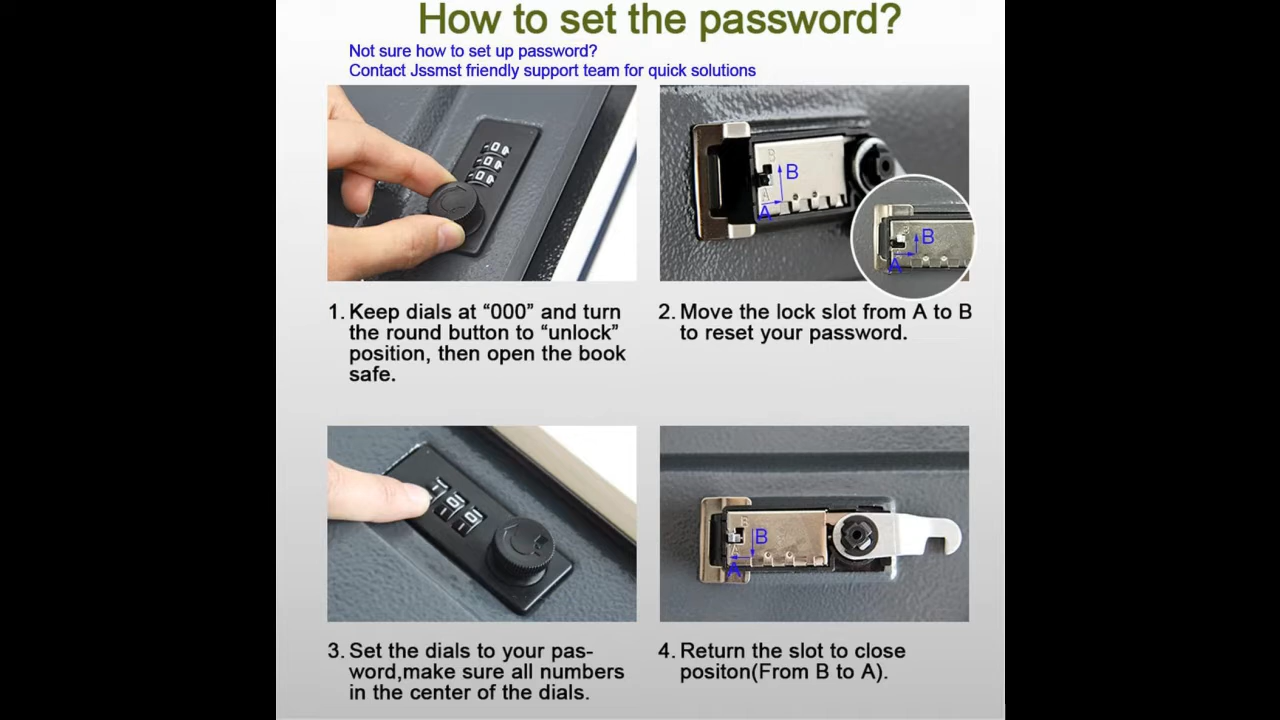 How to set the password?
Not sure how to set up password?
Contact Jssmst friendly support team for quick solutions
B
A
B
A
B
A
1. Keep dials at “000” and turn
the round button to “unlock”
position, then open the book
safe.
2. Move the lock slot from A to B
to reset your password.
B
A
B
A
3. Set the dials to your pas-
word,make sure all numbers
in the center of the dials.
4. Return the slot to close
positon(From B to A).